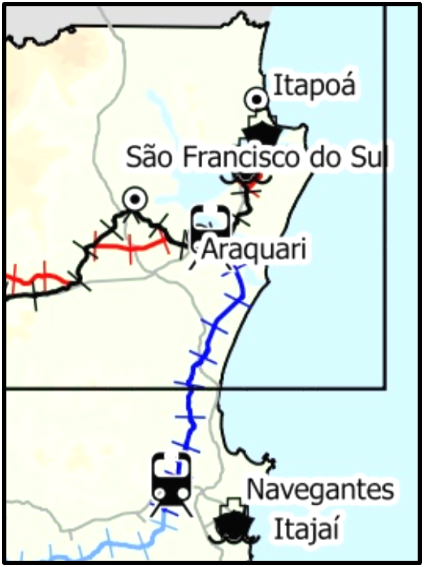 Itapoá
São Francisco do Sul
Araquari
Navegantes
Itajaí